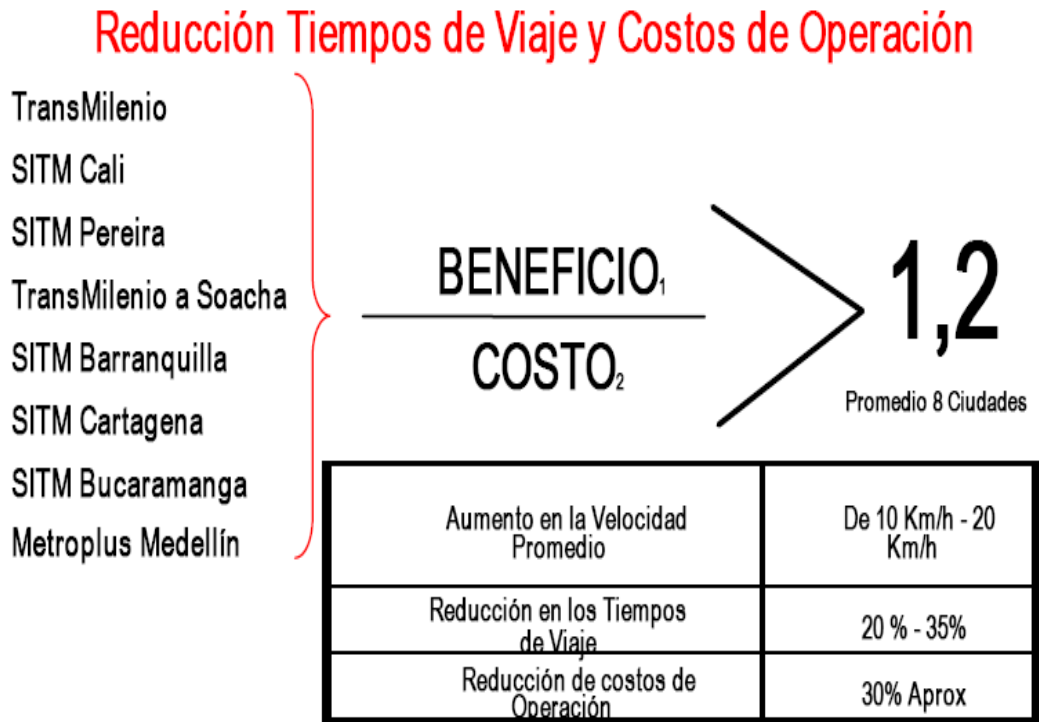 Reducción Tiempos de Viaje y Costos de Operación
TransMilenio
SITM Cali
SITM Pereira
TransMilenio a Soacha
SITM Barranquilla
SITM Cartagena
SITM Bucaramanga
Metroplus Medellín
BENEFICIO₁
COSTO₂
1,2
Promedio 8 Ciudades
Aumento en la Velocidad
Promedio
De 10 Km/h - 20
Km/h
Reducción en los Tiempos
de Viaje
20 % - 35%
Reducción de costos de
Operación
30% Aprox